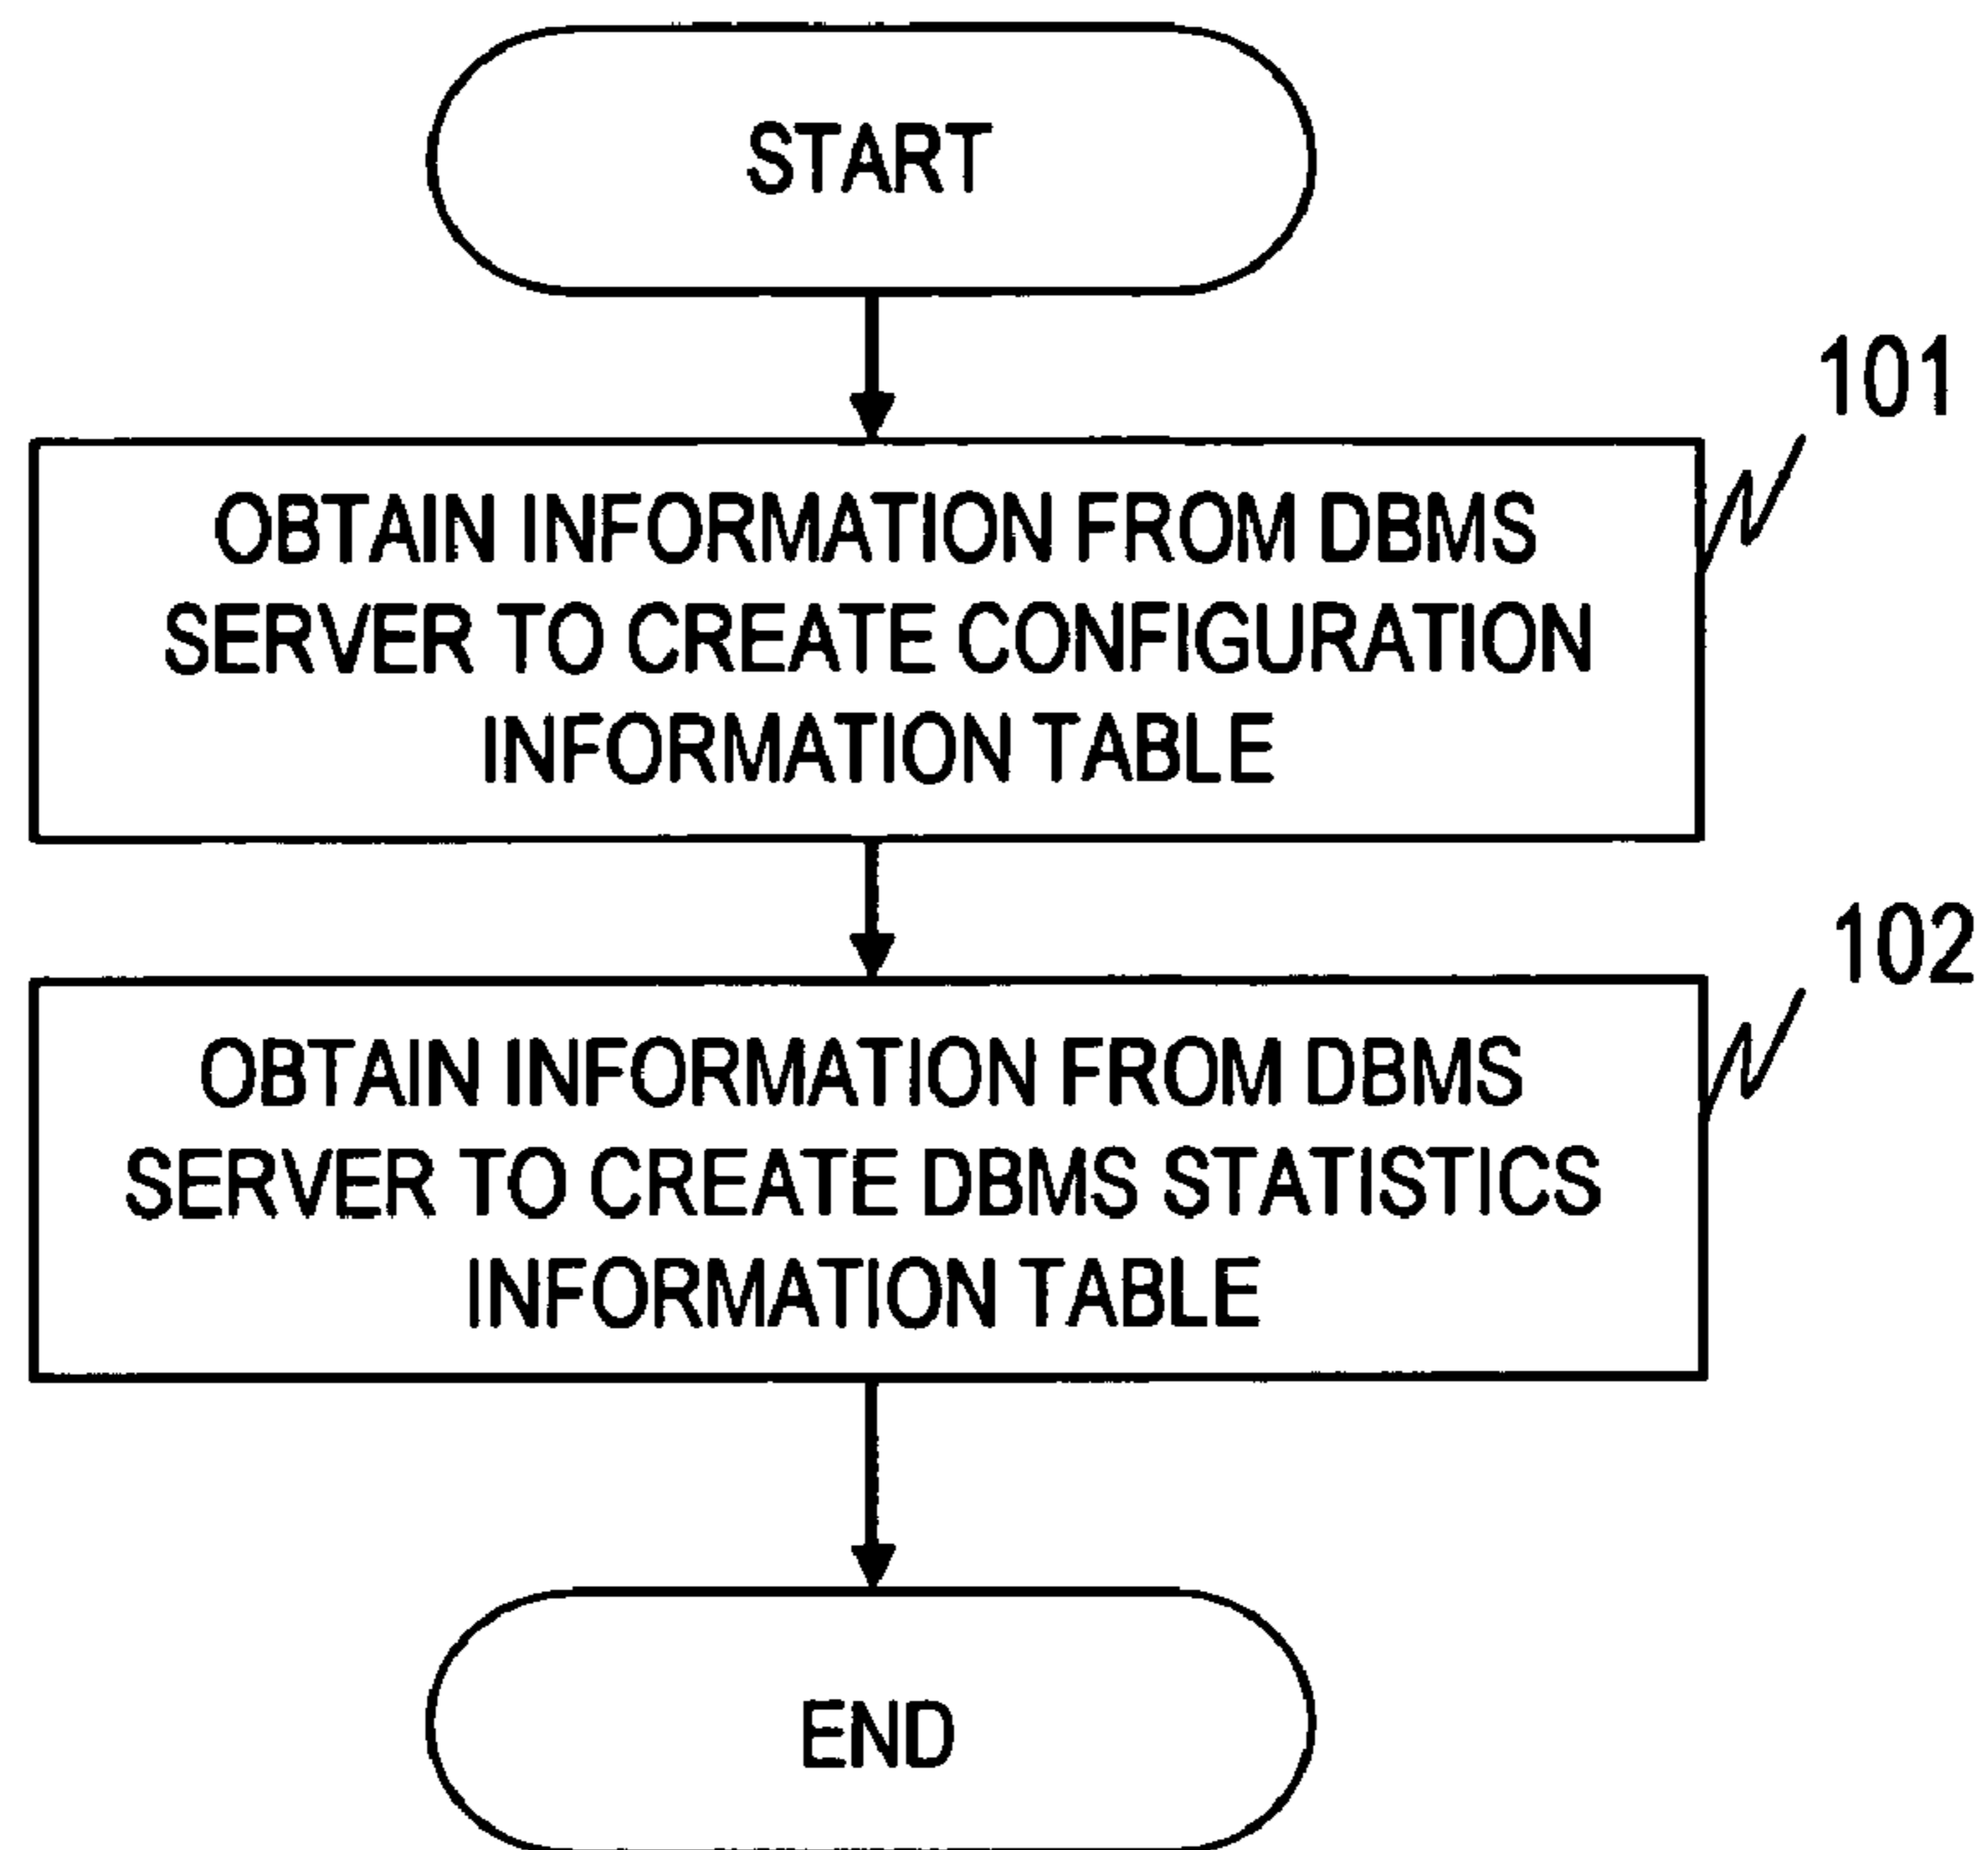 START
101
OBTAIN INFORMATION FROM DBMS
SERVER TO CREATE CONFIGURATION
INFORMATION TABLE
102
OBTAIN INFORMATION FROM DBMS
SERVER TO CREATE DBMS STATISTICS
INFORMATION TABLE
END